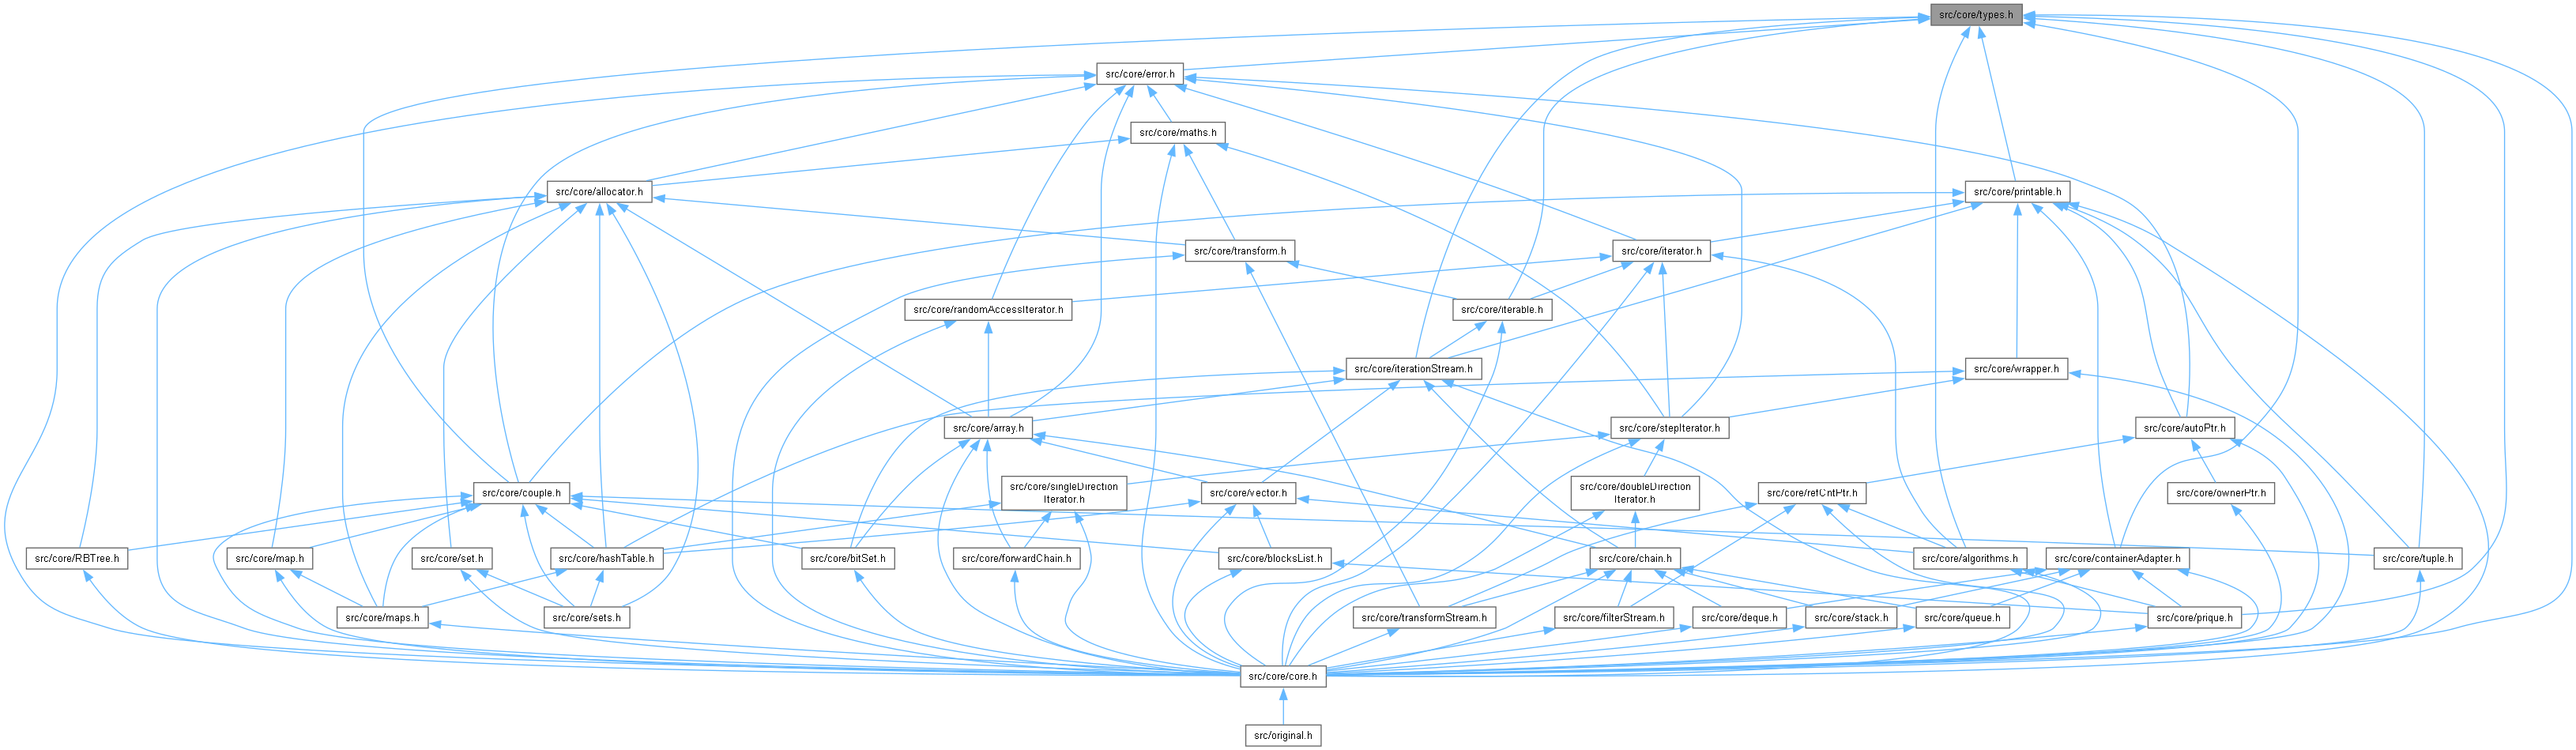 src/core/types.h
src/core/error.h
src/core/maths.h
src/core/allocator.h
src/core/printable.h
src/core/transform.h
src/core/iterator.h
src/core/randomAccessIterator.h
src/core/iterable.h
src/core/iterationStream.h
src/core/wrapper.h
src/core/array.h
src/core/stepIterator.h
src/core/autoPtr.h
src/core/couple.h
src/core/singleDirection
Iterator.h
src/core/vector.h
src/core/doubleDirection
Iterator.h
src/core/refCntPtr.h
src/core/ownerPtr.h
src/core/RBTree.h
src/core/map.h
src/core/set.h
src/core/hashTable.h
src/core/bitSet.h
src/core/forwardChain.h
src/core/blocksList.h
src/core/chain.h
src/core/algorithms.h
src/core/containerAdapter.h
src/core/tuple.h
src/core/maps.h
src/core/sets.h
src/core/transformStream.h
src/core/filterStream.h
src/core/deque.h
src/core/stack.h
src/core/queue.h
src/core/prique.h
src/core/core.h
src/original.h